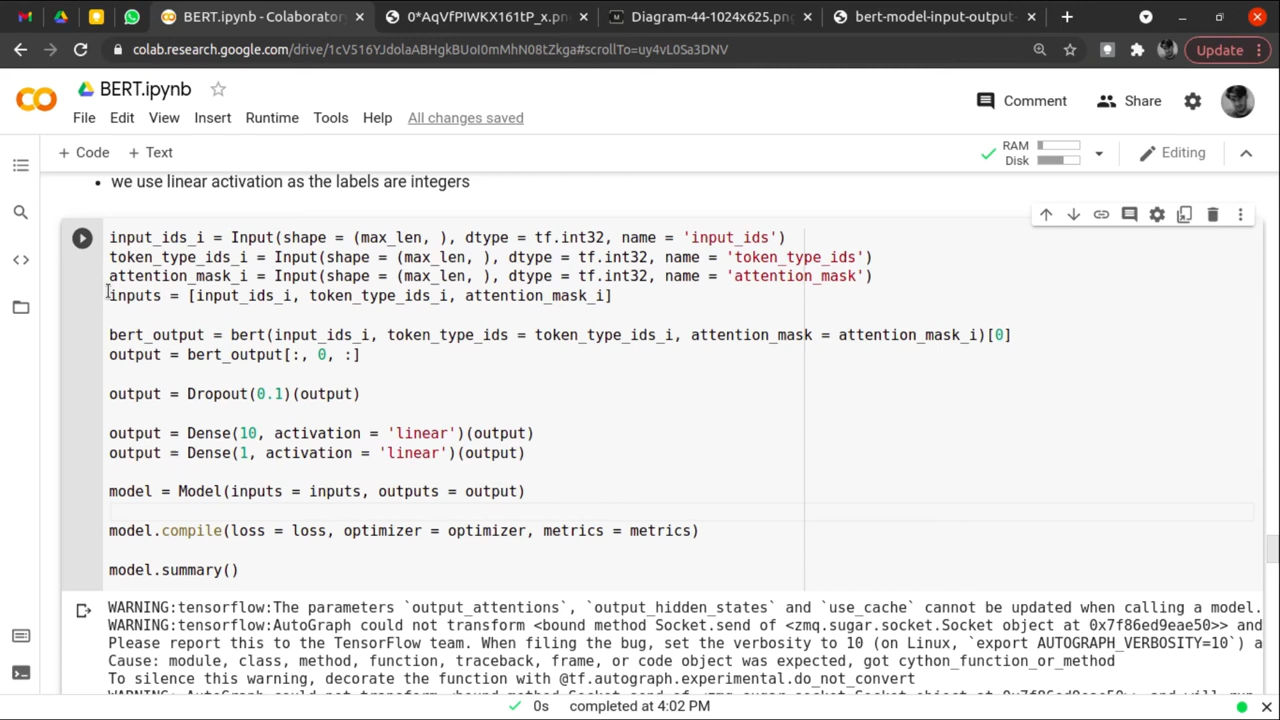 BERT.ipynb - Colaboratory
0*AqVfPIWKX161tP_x.pn
Diagram-44-1024x625.png
bert-model-input-output-
colab.research.google.com/drive/1cV516YJdolaABHgkBUoI0mMhN08tZkga#scrollTo=uy4vL0Sa3DNV
Update
BERT.ipynb
Comment
Share
File Edit View Insert Runtime Tools Help All changes saved
+ Code + Text
RAM
Disk
Editing
• we use linear activation as the labels are integers
input_ids_i = Input(shape = (max_len, ), dtype = tf.int32, name = 'input_ids')
token_type_ids_i = Input(shape = (max_len, ), dtype = tf.int32, name = 'token_type_ids')
attention_mask_i = Input(shape = (max_len, ), dtype = tf.int32, name = 'attention_mask')
inputs = [input_ids_i, token_type_ids_i, attention_mask_i]
bert_output = bert(input_ids_i, token_type_ids = token_type_ids_i, attention_mask = attention_mask_i)[0]
output = bert_output[:, 0, :]
output = Dropout(0.1)(output)
output = Dense(10, activation = 'linear')(output)
output = Dense(1, activation = 'linear')(output)
model = Model(inputs = inputs, outputs = output)
model.compile(loss = loss, optimizer = optimizer, metrics = metrics)
model.summary()
WARNING:tensorflow:The parameters `output_attentions`, `output_hidden_states` and `use_cache` cannot be updated when calling a model.
WARNING:tensorflow:AutoGraph could not transform <bound method Socket.send of <zmq.sugar.socket.Socket object at 0x7f86ed9eae50>> and
Please report this to the TensorFlow team. When filing the bug, set the verbosity to 10 (on Linux, `export AUTOGRAPH_VERBOSITY=10`) a
Cause: module, class, method, function, traceback, frame, or code object was expected, got cython_function_or_method
To silence this warning, decorate the function with @tf.autograph.experimental.do_not_convert
0s completed at 4:02 PM